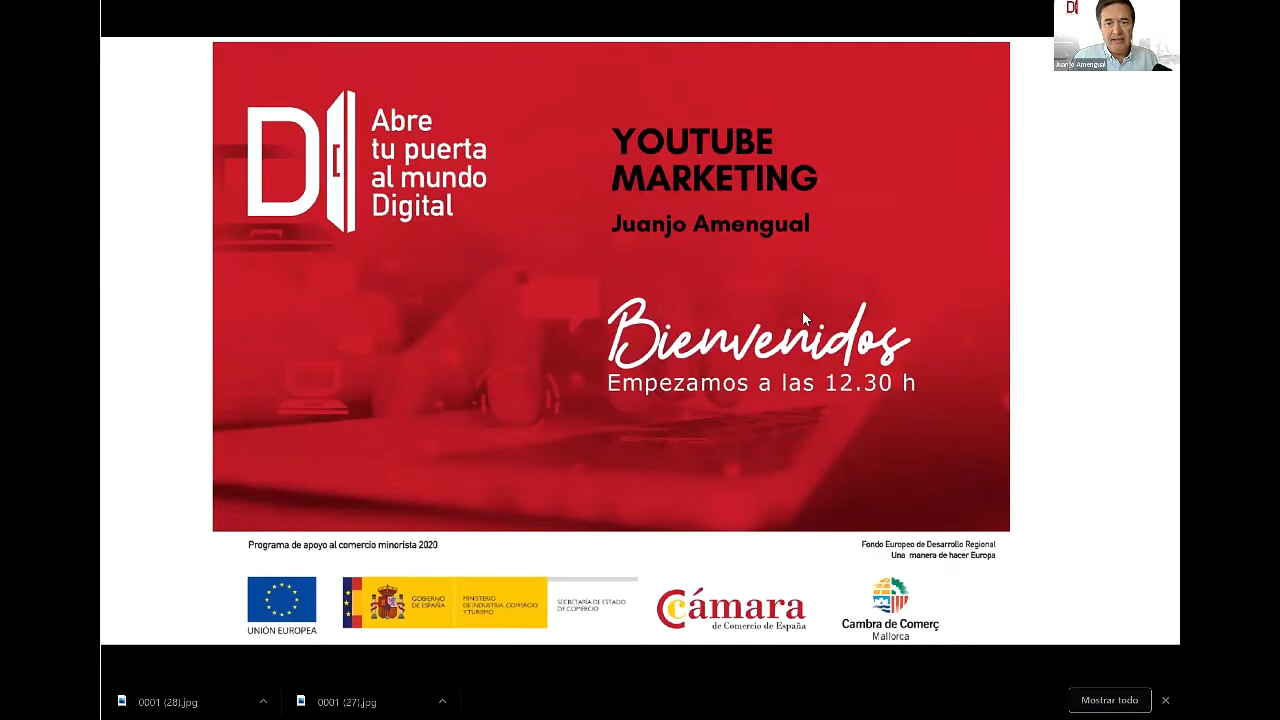 Juanjo Amengual
Abre
tu puerta
al mundo
Digital
YOUTUBE
MARKETING
Juanjo Amengual
Bienvenidos
Empezamos a las 12.30 h
Programa de apoyo al comercio minorista 2020
Fondo Europeo de Desarrollo Regional
Una manera de hacer Europa
UNIÓN EUROPEA
GOBIERNO
DE ESPAÑA
MINISTERIO
DE INDUSTRIA, COMERCIO
Y TURISMO
SECRETARÍA DE ESTADO
DE COMERCIO
Cámara
de Comercio de España
Cambra de Comerç
Mallorca
0001 (28).jpg
0001 (27).jpg
Mostrar todo